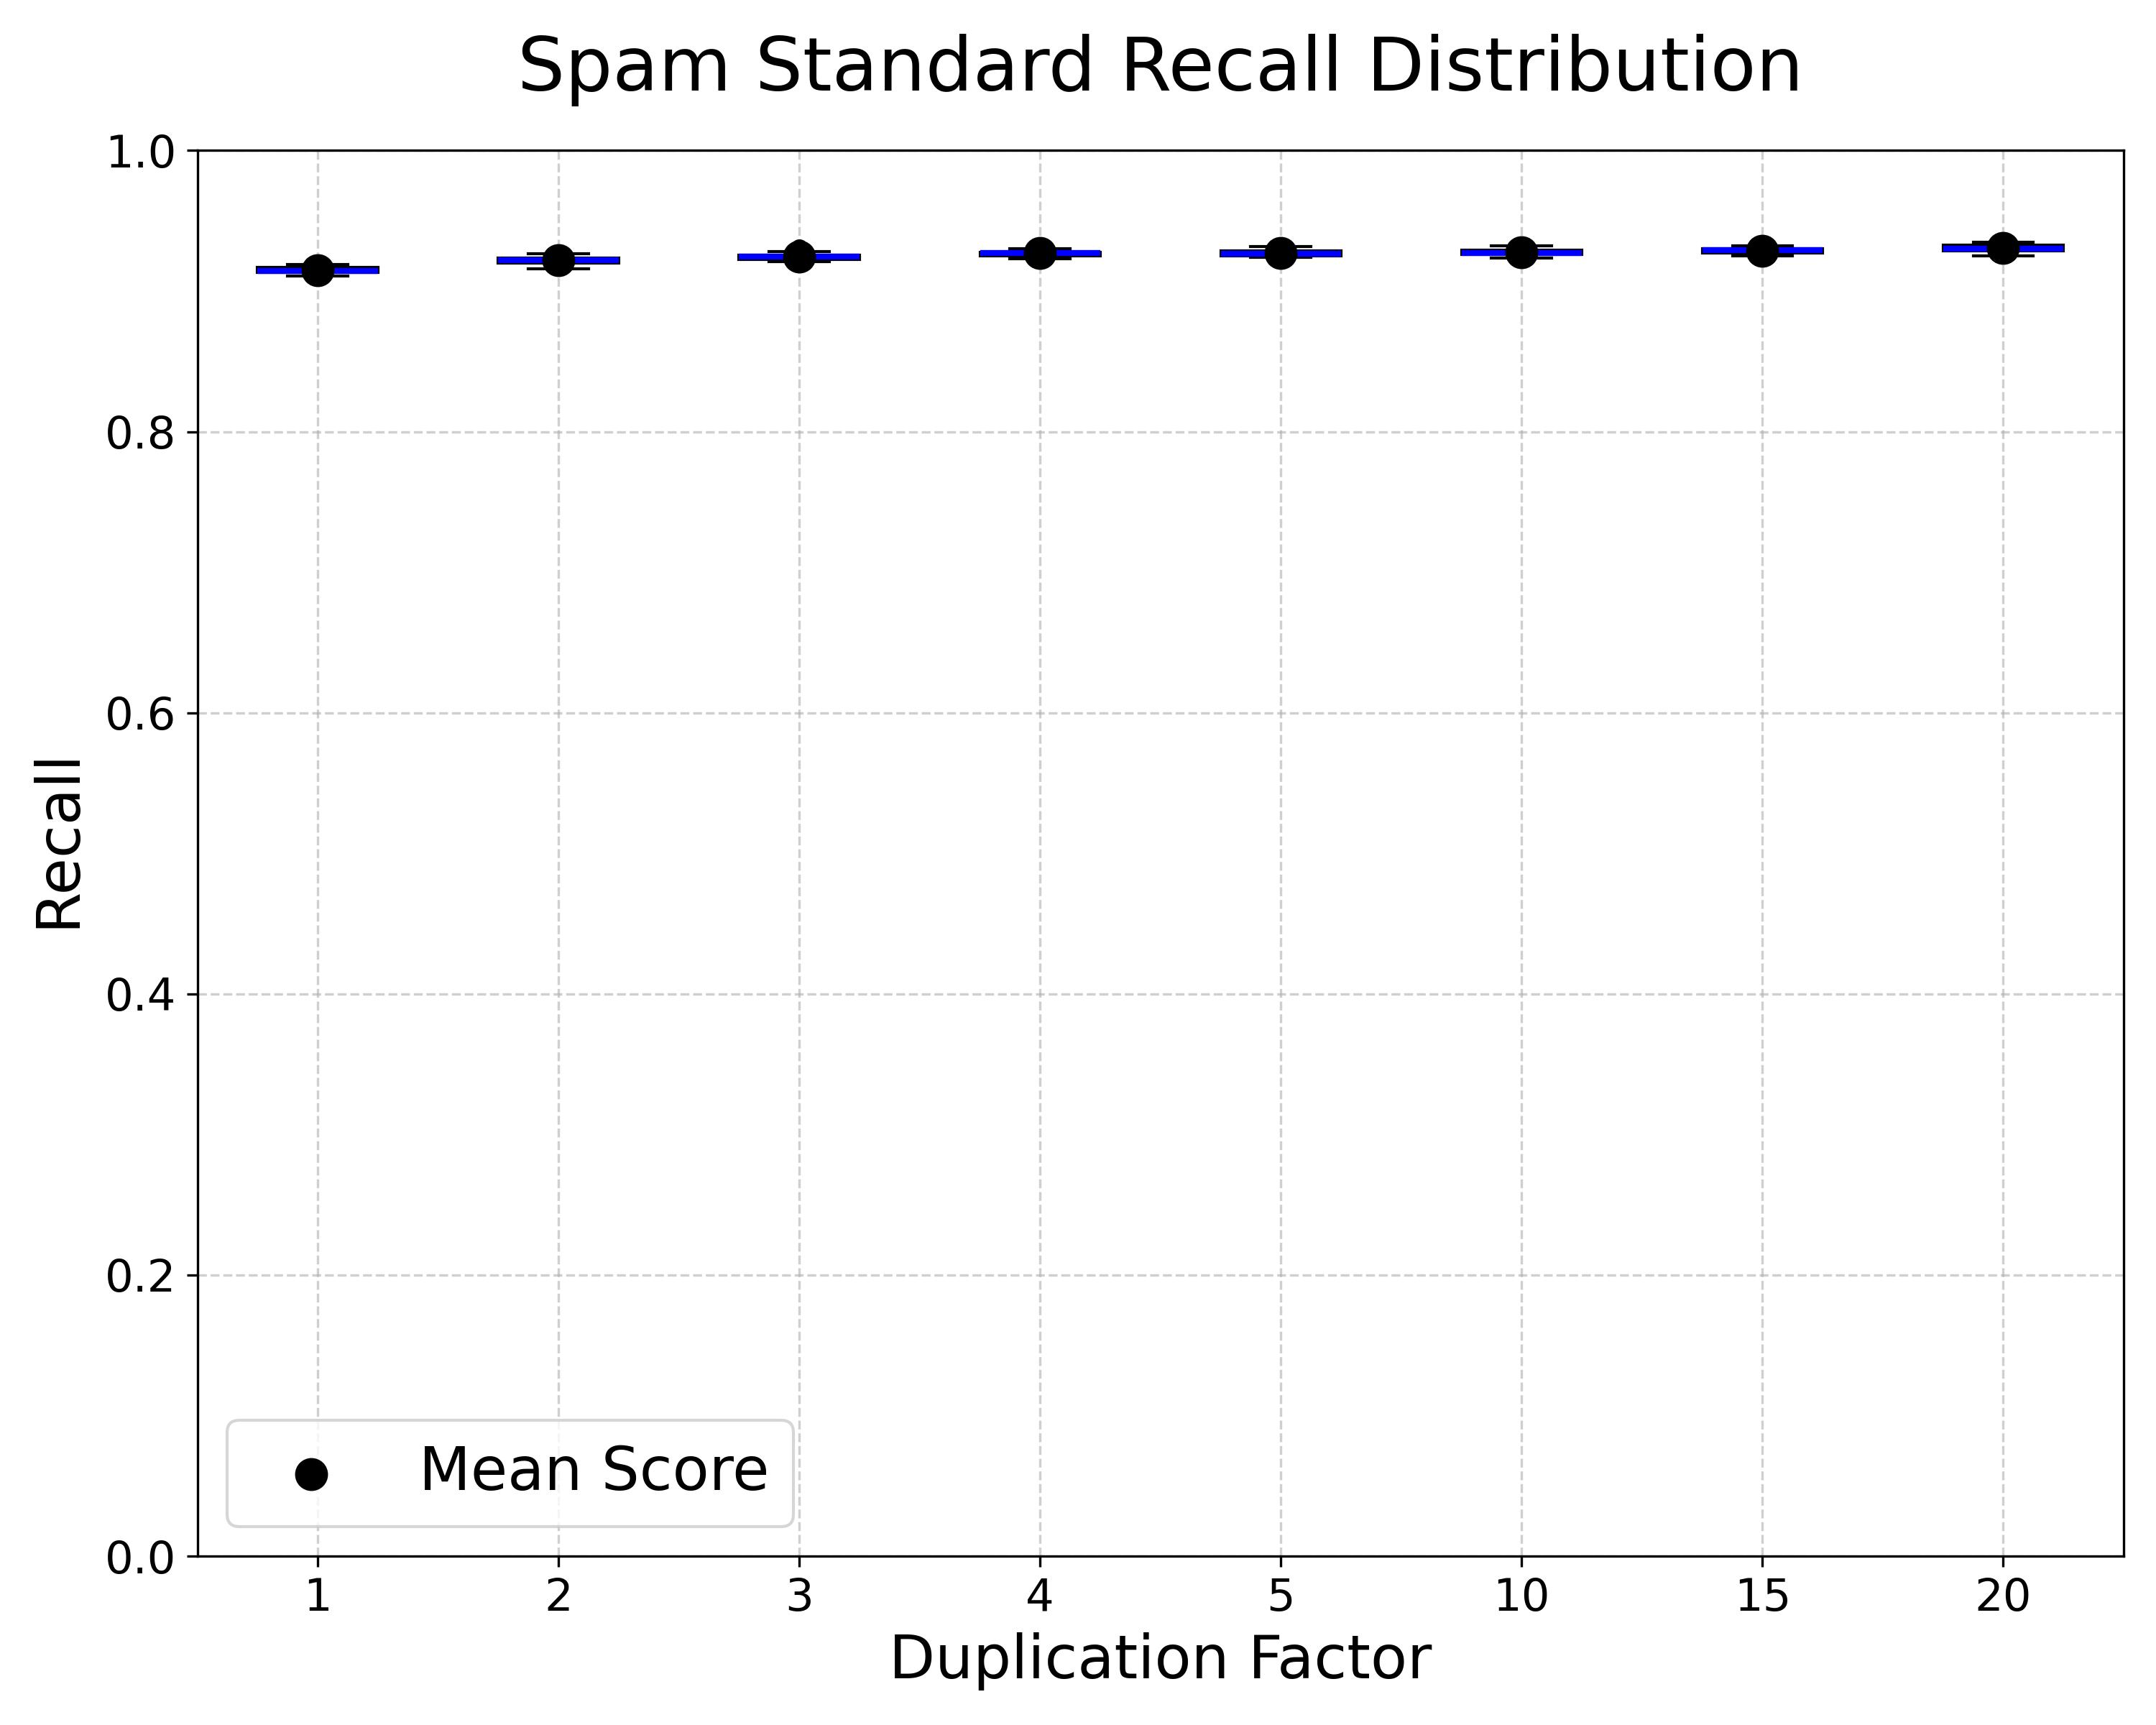 Spam Standard Recall Distribution
1.0
0.8
0.6
0.4
0.2
0.0
Recall
Mean Score
1 2 3 4 5 10 15 20
Duplication Factor